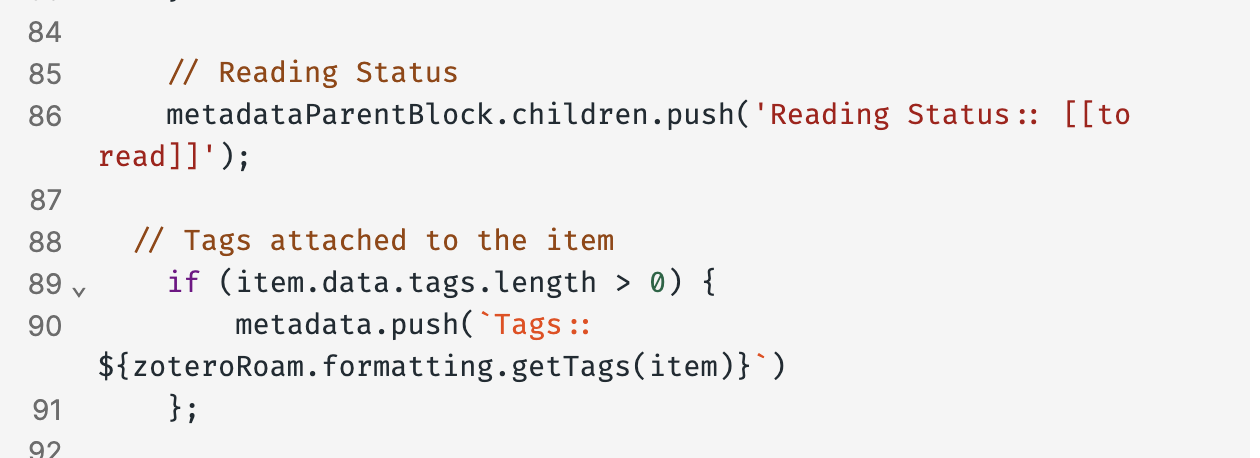 84
85 // Reading Status
86 metadataParentBlock.children.push('Reading Status:: [[to
read]]');
87
88 // Tags attached to the item
89 if (item.data.tags.length > 0) {
90 metadata.push(`Tags::
${zoteroRoam.formatting.getTags(item)}`)
91 };
92